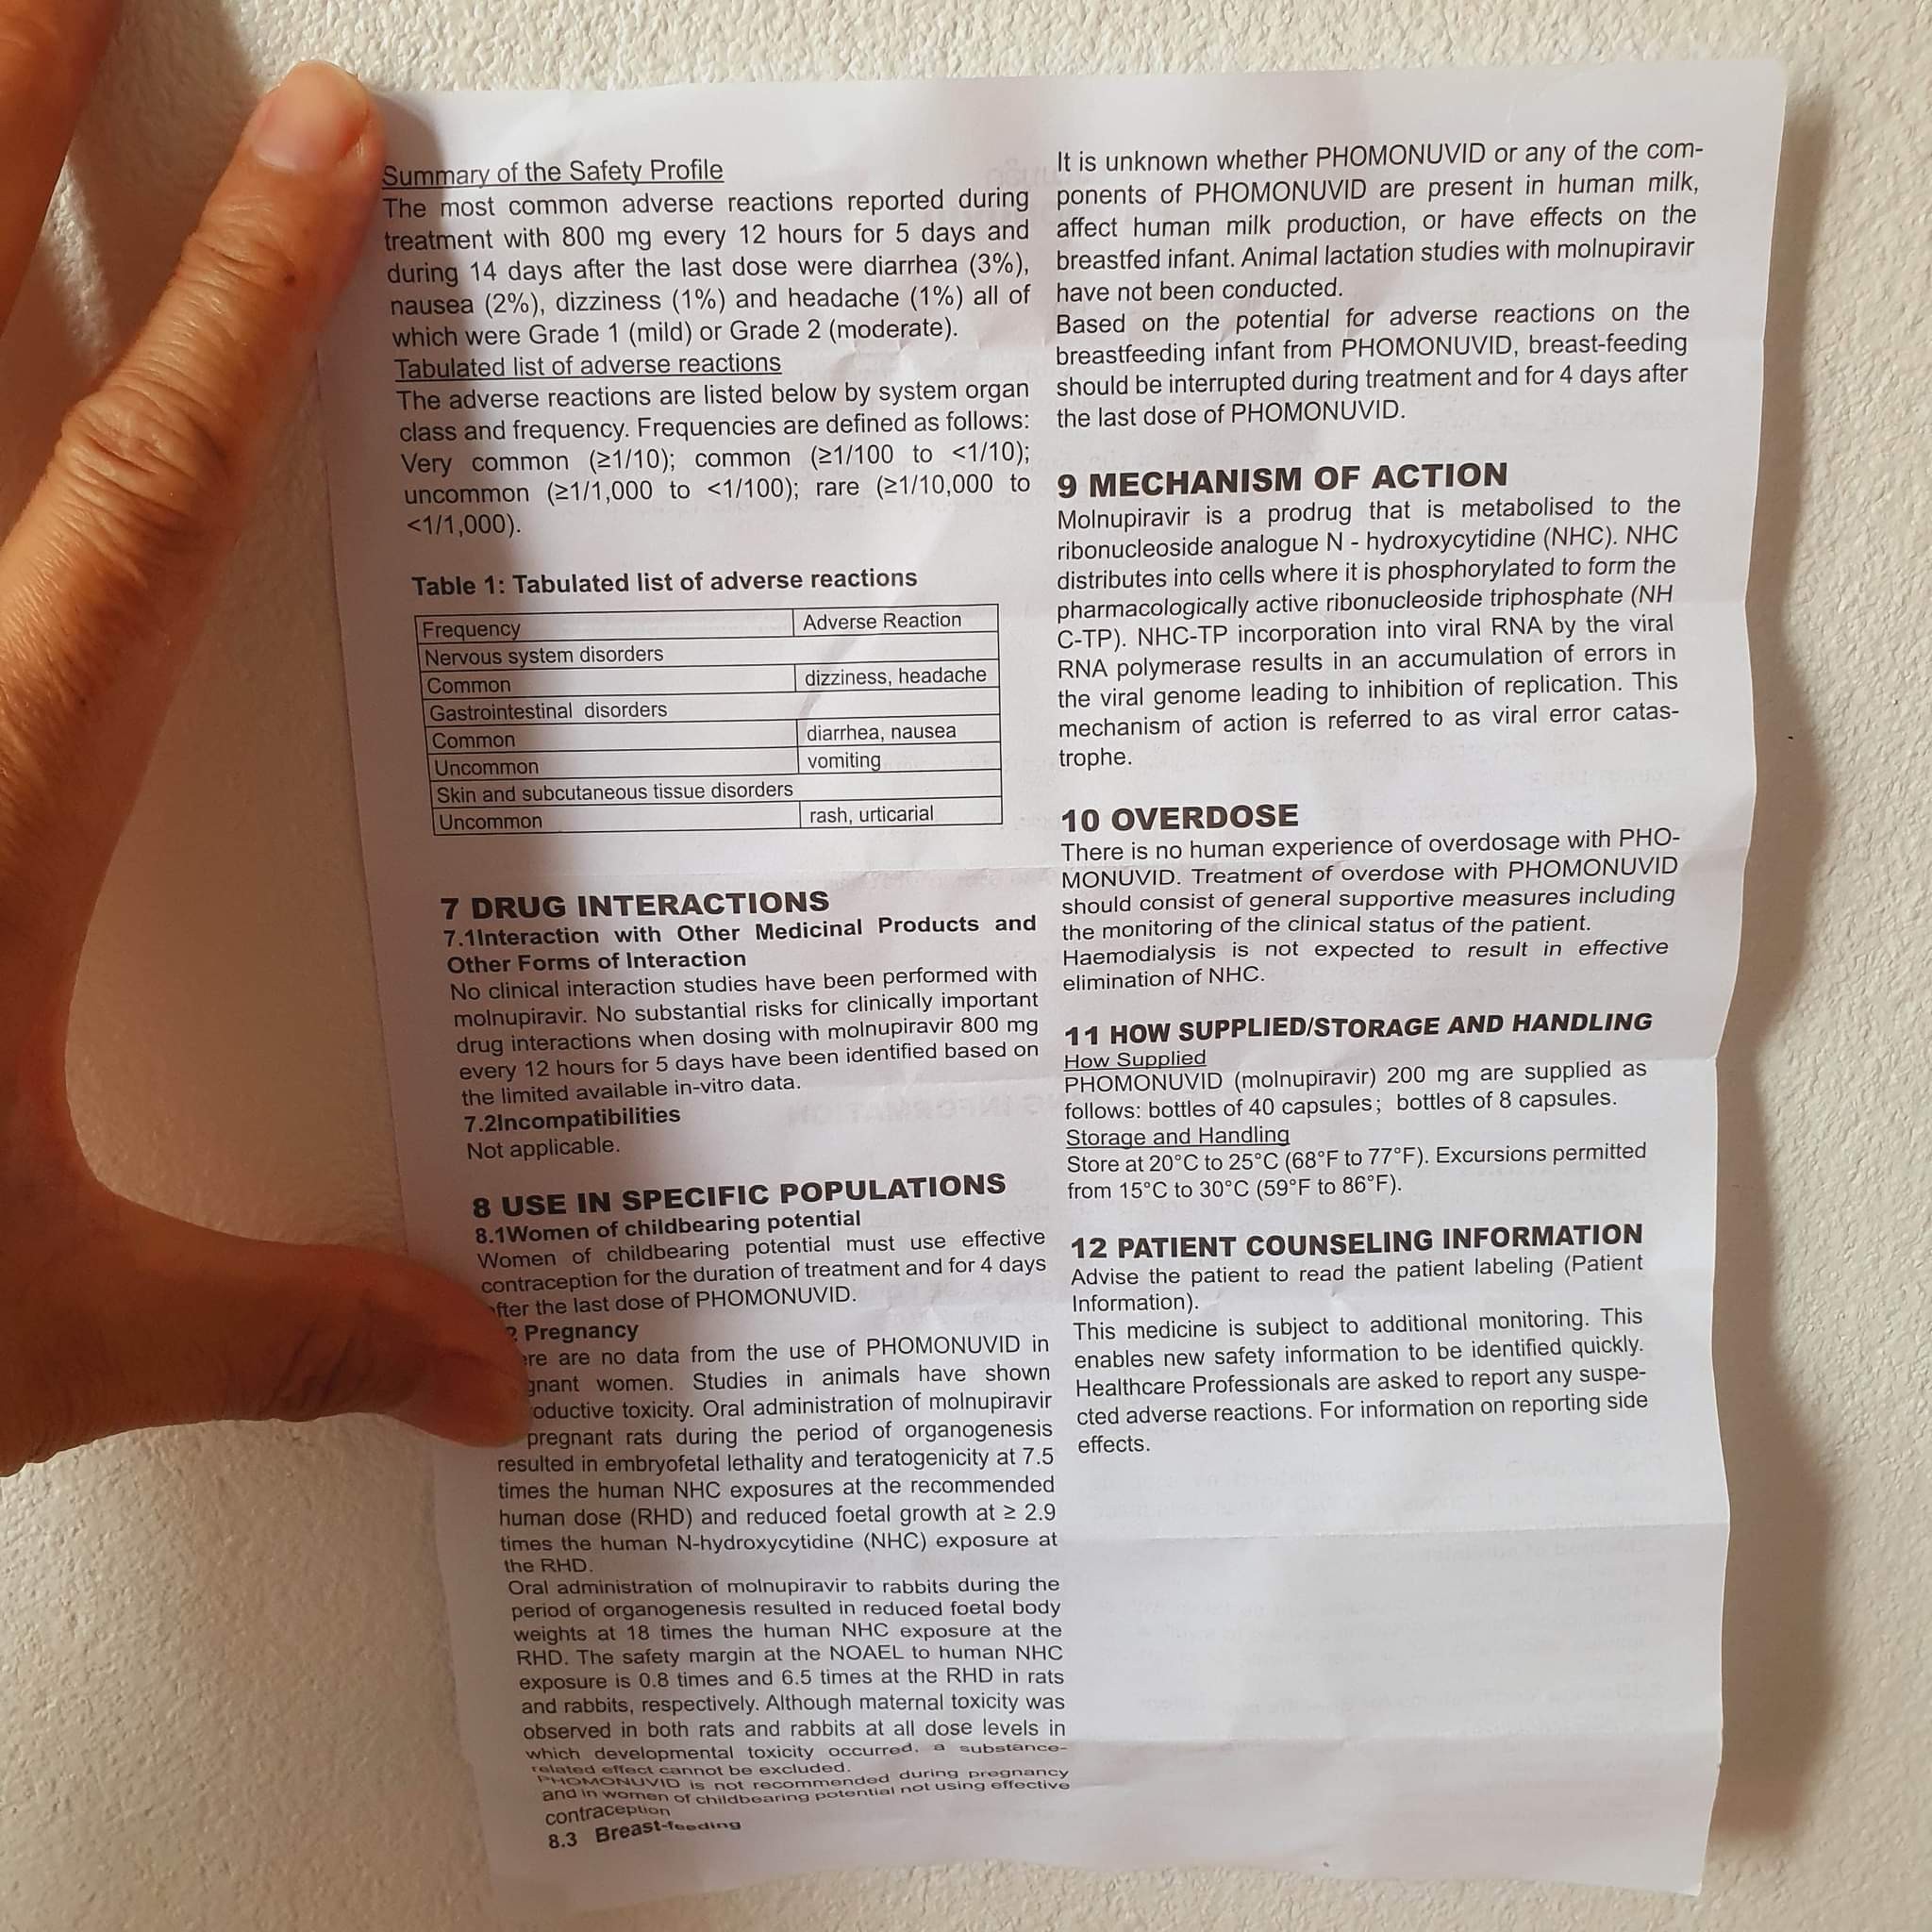 Summary of the Safety Profile
The most common adverse reactions reported during
treatment with 800 mg every 12 hours for 5 days and
during 14 days after the last dose were diarrhea (3%),
nausea (2%), dizziness (1%) and headache (1%) all of
which were Grade 1 (mild) or Grade 2 (moderate).
Tabulated list of adverse reactions
The adverse reactions are listed below by system organ
class and frequency. Frequencies are defined as follows:
Very common (≥1/10); common (≥1/100 to <1/10);
uncommon (≥1/1,000 to <1/100); rare (≥1/10,000 to
<1/1,000).
Table 1: Tabulated list of adverse reactions
Frequency Adverse Reaction
Nervous system disorders
Common dizziness, headache
Gastrointestinal disorders
Common diarrhea, nausea
Uncommon vomiting
Skin and subcutaneous tissue disorders
Uncommon rash, urticarial
7 DRUG INTERACTIONS
7.1Interaction with Other Medicinal Products and
Other Forms of Interaction
No clinical interaction studies have been performed with
molnupiravir. No substantial risks for clinically important
drug interactions when dosing with molnupiravir 800 mg
every 12 hours for 5 days have been identified based on
the limited available in-vitro data.
7.2Incompatibilities
Not applicable.
8 USE IN SPECIFIC POPULATIONS
8.1Women of childbearing potential
Women of childbearing potential must use effective
contraception for the duration of treatment and for 4 days
after the last dose of PHOMONUVID.
2 Pregnancy
ere are no data from the use of PHOMONUVID in
gnant women. Studies in animals have shown
oductive toxicity. Oral administration of molnupiravir
pregnant rats during the period of organogenesis
resulted in embryofetal lethality and teratogenicity at 7.5
times the human NHC exposures at the recommended
human dose (RHD) and reduced foetal growth at ≥ 2.9
times the human N-hydroxycytidine (NHC) exposure at
the RHD.
Oral administration of molnupiravir to rabbits during the
period of organogenesis resulted in reduced foetal body
weights at 18 times the human NHC exposure at the
RHD. The safety margin at the NOAEL to human NHC
exposure is 0.8 times and 6.5 times at the RHD in rats
and rabbits, respectively. Although maternal toxicity was
observed in both rats and rabbits at all dose levels in
which developmental toxicity occurred, a substance-
related effect cannot be excluded.
PHOMONUVID is not recommended during pregnancy
and in women of childbearing potential not using effective
contraception
8.3 Breast-feeding
It is unknown whether PHOMONUVID or any of the com-
ponents of PHOMONUVID are present in human milk,
affect human milk production, or have effects on the
breastfed infant. Animal lactation studies with molnupiravir
have not been conducted.
Based on the potential for adverse reactions on the
breastfeeding infant from PHOMONUVID, breast-feeding
should be interrupted during treatment and for 4 days after
the last dose of PHOMONUVID.
9 MECHANISM OF ACTION
Molnupiravir is a prodrug that is metabolised to the
ribonucleoside analogue N - hydroxycytidine (NHC). NHC
distributes into cells where it is phosphorylated to form the
pharmacologically active ribonucleoside triphosphate (NH
C-TP). NHC-TP incorporation into viral RNA by the viral
RNA polymerase results in an accumulation of errors in
the viral genome leading to inhibition of replication. This
mechanism of action is referred to as viral error catas-
trophe.
10 OVERDOSE
There is no human experience of overdosage with PHO-
MONUVID. Treatment of overdose with PHOMONUVID
should consist of general supportive measures including
the monitoring of the clinical status of the patient.
Haemodialysis is not expected to result in effective
elimination of NHC.
11 HOW SUPPLIED/STORAGE AND HANDLING
How Supplied
PHOMONUVID (molnupiravir) 200 mg are supplied as
follows: bottles of 40 capsules; bottles of 8 capsules.
Storage and Handling
Store at 20°C to 25°C (68°F to 77°F). Excursions permitted
from 15°C to 30°C (59°F to 86°F).
12 PATIENT COUNSELING INFORMATION
Advise the patient to read the patient labeling (Patient
Information).
This medicine is subject to additional monitoring. This
enables new safety information to be identified quickly.
Healthcare Professionals are asked to report any suspe-
cted adverse reactions. For information on reporting side
effects.